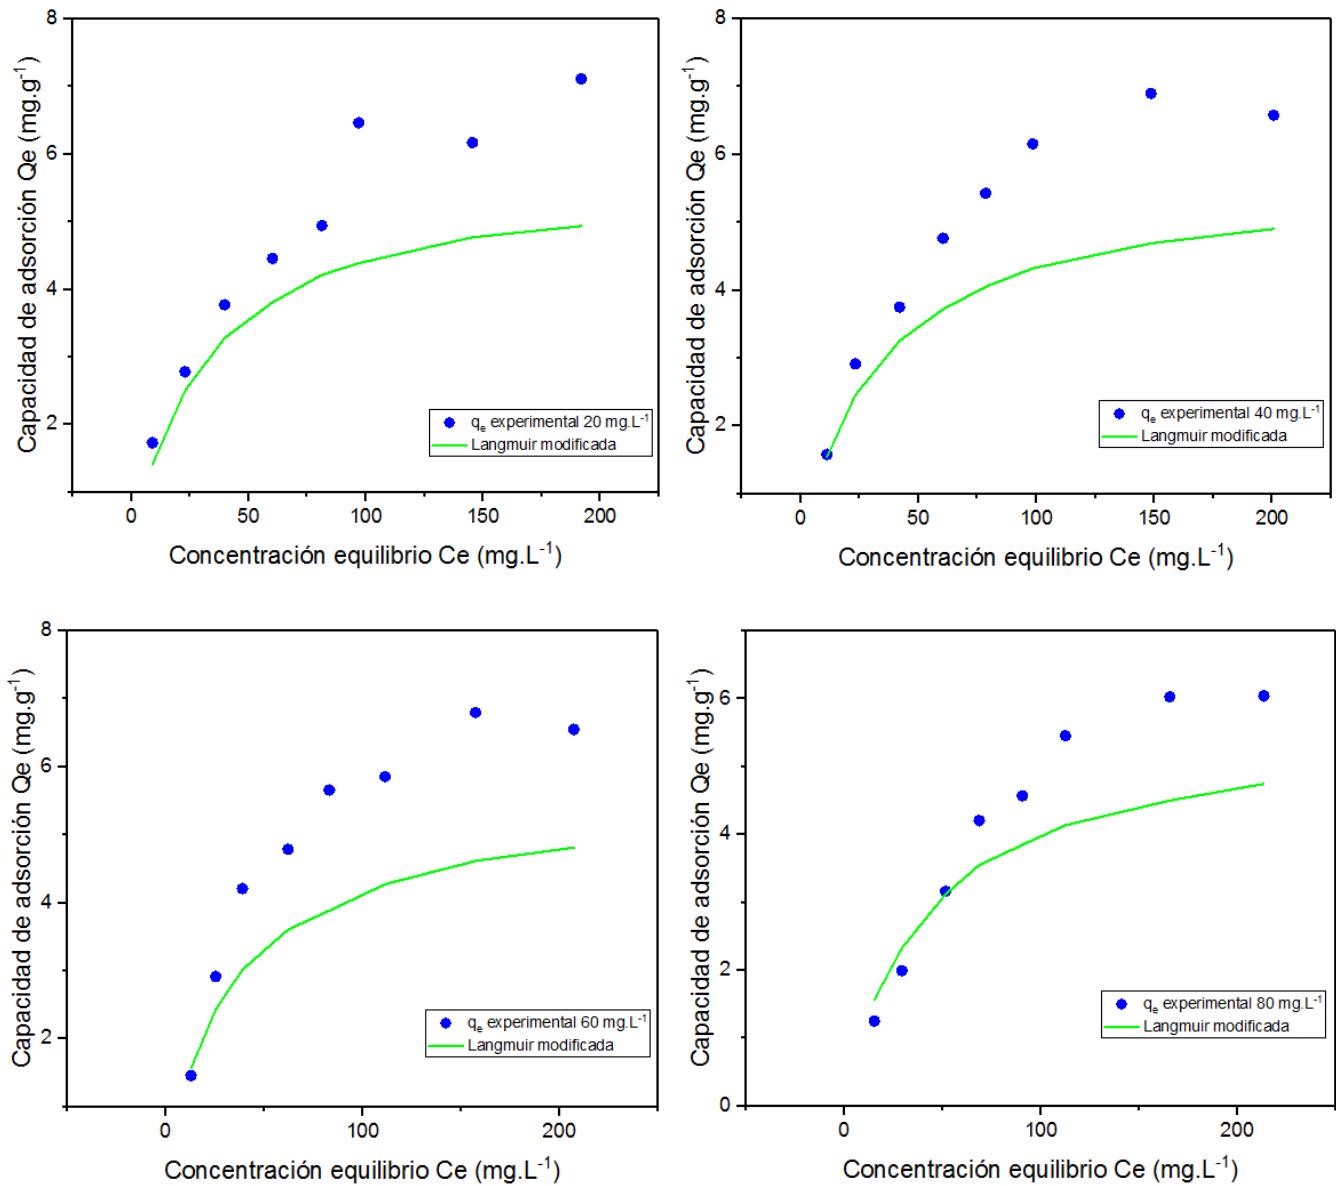 8
6
4
2
0
50
100
150
200
Capacidad de adsorción Qe (mg.g⁻¹)
Concentración equilibrio Ce (mg.L⁻¹)
qₑ experimental 20 mg.L⁻¹
Langmuir modificada
8
6
4
2
0
50
100
150
200
Capacidad de adsorción Qe (mg.g⁻¹)
Concentración equilibrio Ce (mg.L⁻¹)
qₑ experimental 40 mg.L⁻¹
Langmuir modificada
8
6
4
2
0
100
200
Capacidad de adsorción Qe (mg.g⁻¹)
Concentración equilibrio Ce (mg.L⁻¹)
qₑ experimental 60 mg.L⁻¹
Langmuir modificada
6
4
2
0
0
100
200
Capacidad de adsorción Qe (mg.g⁻¹)
Concentración equilibrio Ce (mg.L⁻¹)
qₑ experimental 80 mg.L⁻¹
Langmuir modificada